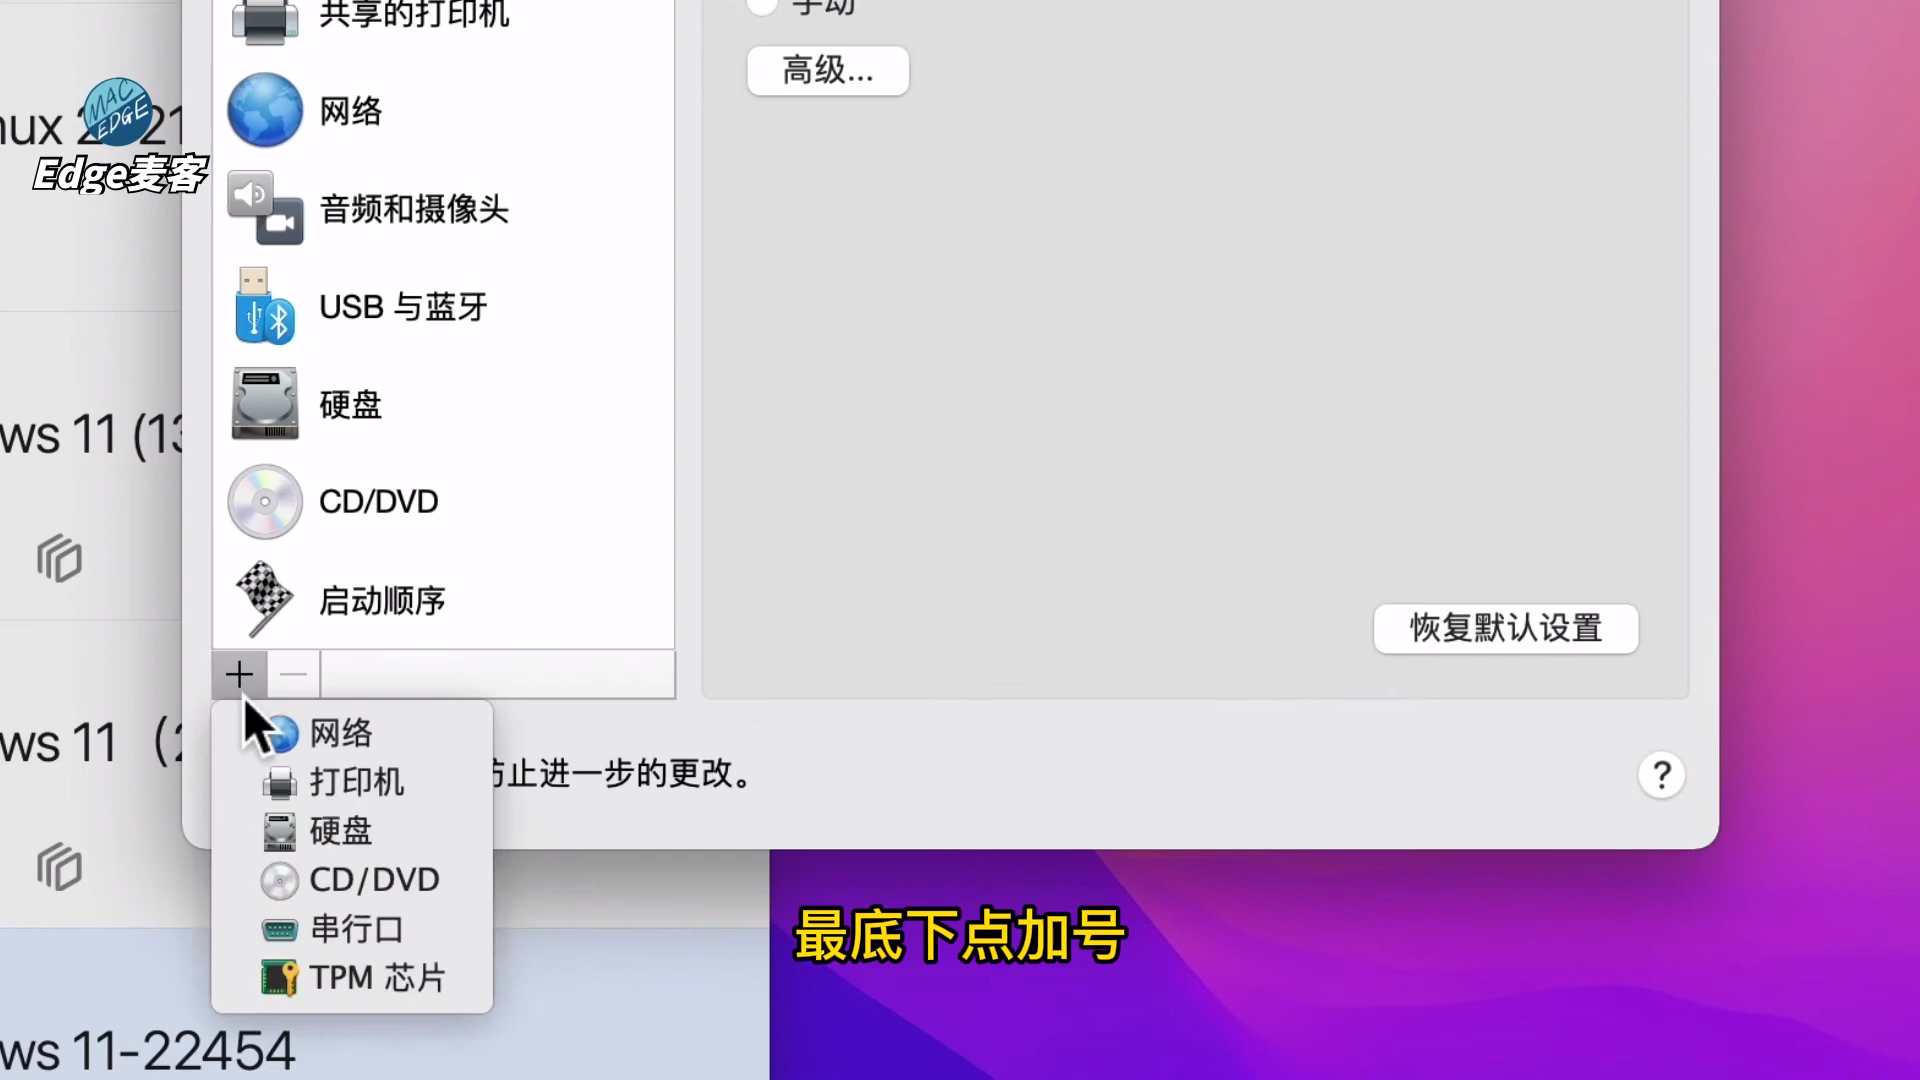 共享的打印机
手动
高级...
MAC
EDGE
Edge麦客
网络
音频和摄像头
USB 与蓝牙
ws 11 (13
硬盘
CD/DVD
启动顺序
恢复默认设置
+
网络
ws 11 (2
打印机
防止进一步的更改。
?
硬盘
CD/DVD
串行口
最底下点加号
TPM 芯片
ws 11-22454